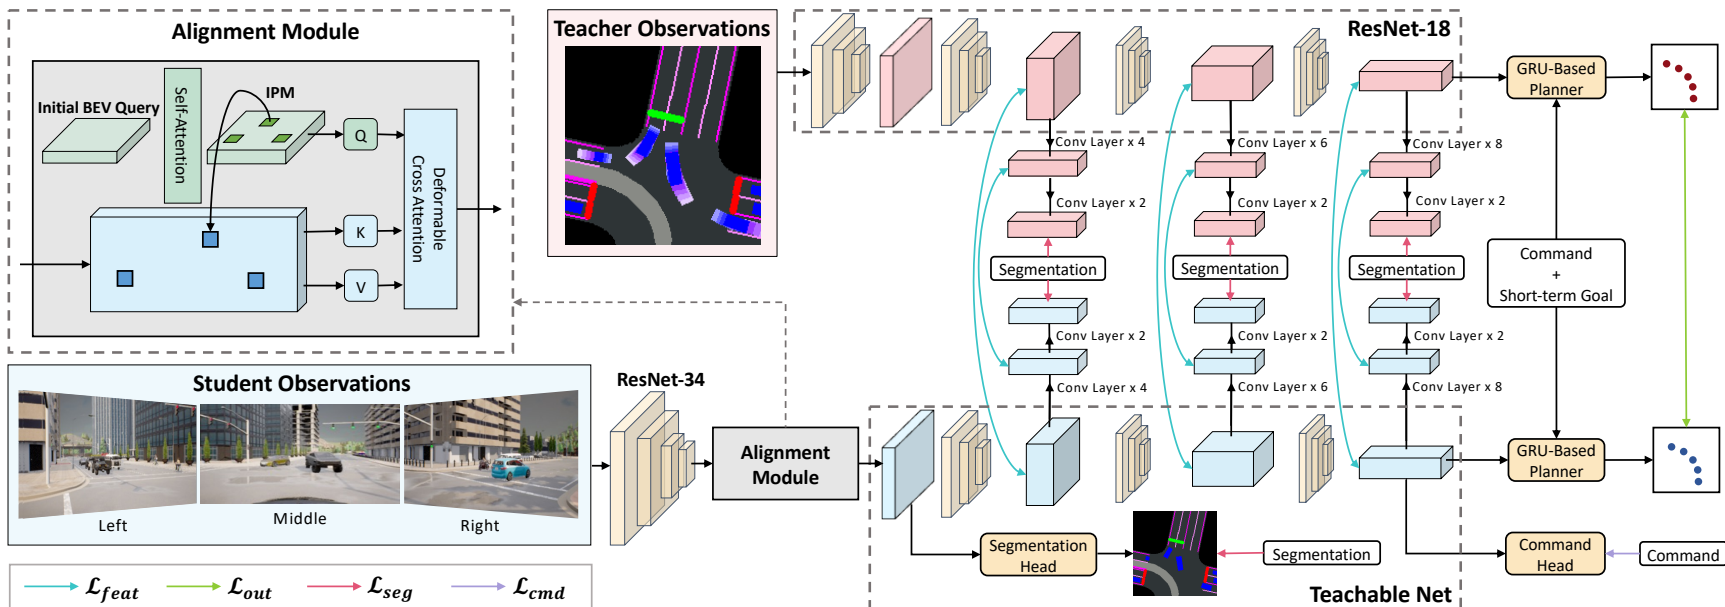 Alignment Module
Initial BEV Query
Self-Attention
IPM
Q
K
V
Deformable
Cross Attention
Teacher Observations
ResNet-18
GRU-Based
Planner
Conv Layer x 4
Conv Layer x 6
Conv Layer x 8
Conv Layer x 2
Conv Layer x 2
Conv Layer x 2
Segmentation
Segmentation
Segmentation
Command
+
Short-term Goal
Conv Layer x 2
Conv Layer x 2
Conv Layer x 2
Conv Layer x 4
Conv Layer x 6
Conv Layer x 8
Student Observations
Left
Middle
Right
ResNet-34
Alignment
Module
GRU-Based
Planner
Segmentation
Head
Segmentation
Command
Head
Command
Teachable Net
ℒfeat
ℒout
ℒseg
ℒcmd